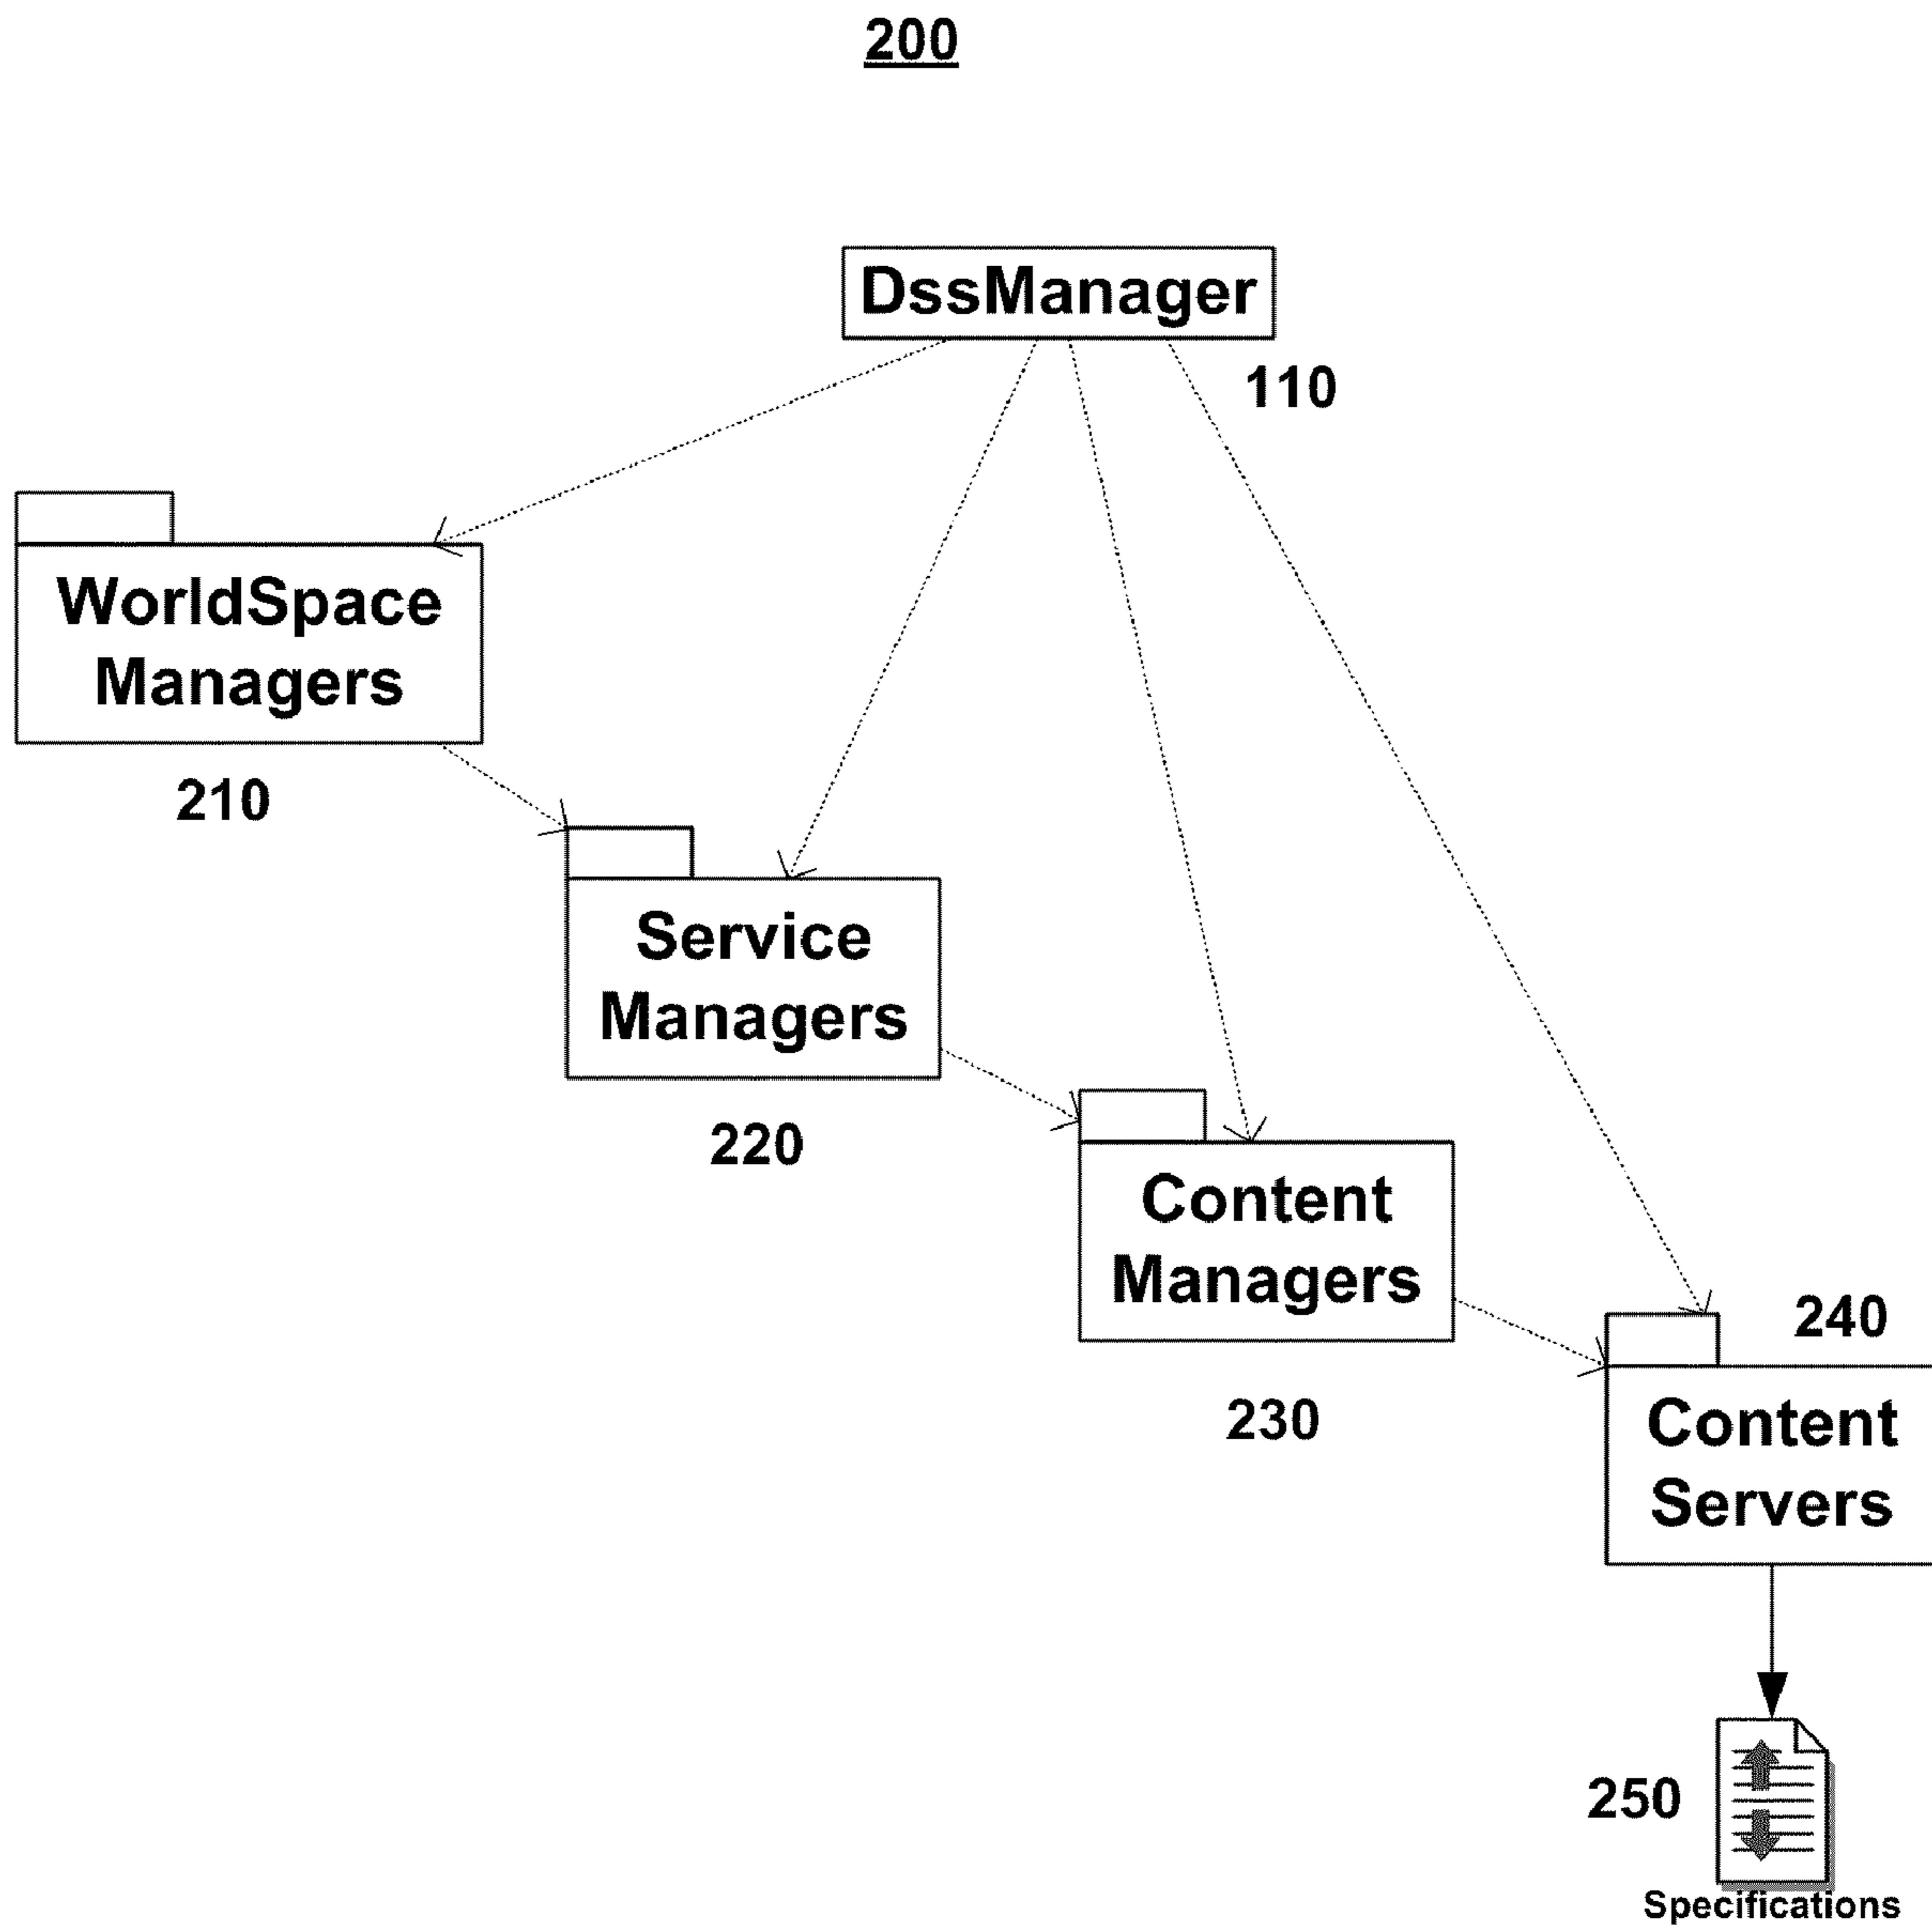 200
DssManager
110
WorldSpace
Managers
210
Service
Managers
220
Content
Managers
230
240
Content
Servers
250
Specifications